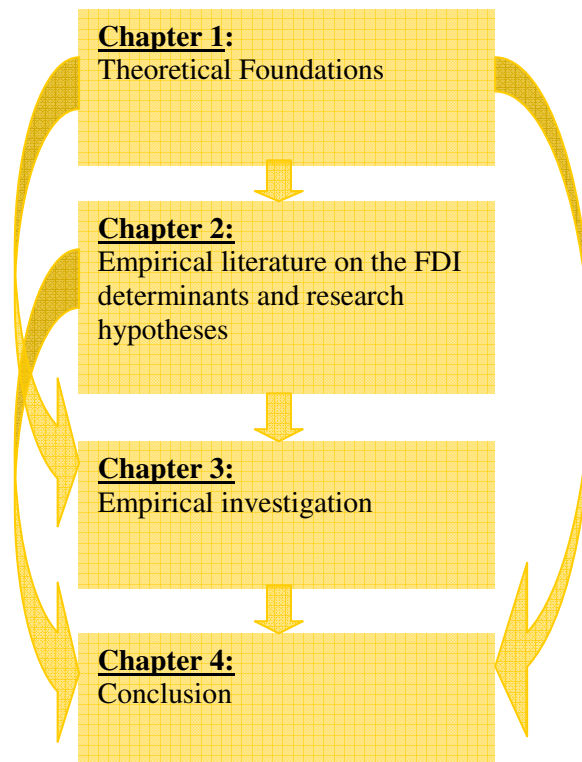 Chapter 1:
Theoretical Foundations
Chapter 2:
Empirical literature on the FDI
determinants and research
hypotheses
Chapter 3:
Empirical investigation
Chapter 4:
Conclusion